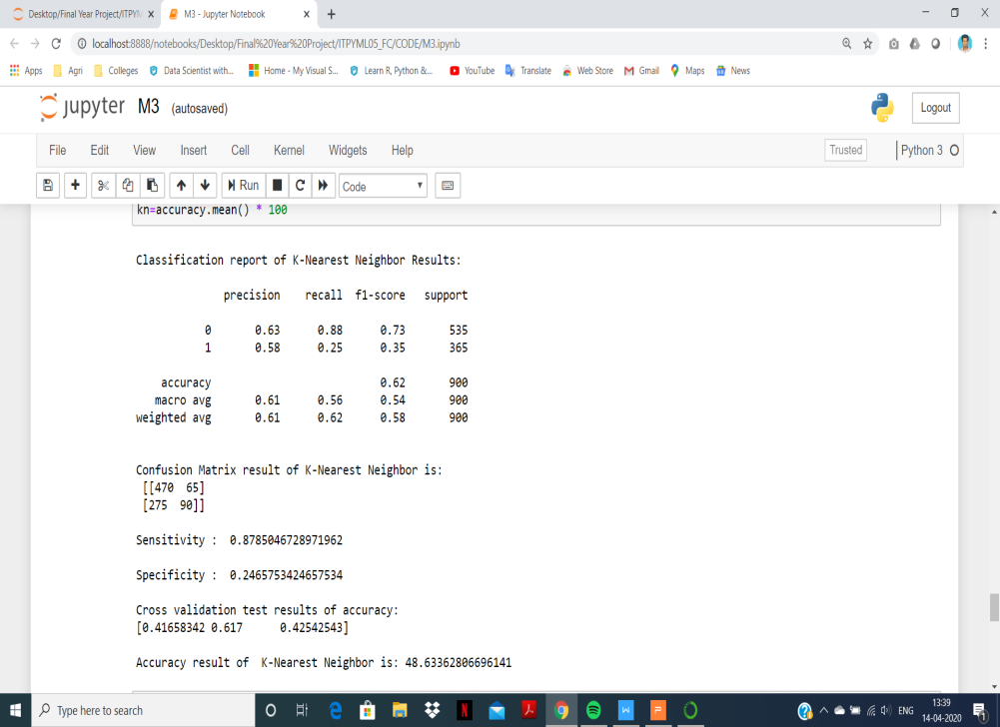 Desktop/Final Year Project/ITPYM x M3 - Jupyter Notebook x +
localhost:8888/notebooks/Desktop/Final%20Year%20Project/ITPYML05_FC/CODE/M3.ipynb
Apps Agri Colleges Data Scientist with... Home - My Visual S... Learn R, Python &... YouTube Translate Web Store Gmail Maps News
jupyter M3 (autosaved) Logout
File Edit View Insert Cell Kernel Widgets Help Trusted Python 3
Run Code
kn=accuracy.mean() * 100
Classification report of K-Nearest Neighbor Results:
precision recall f1-score support
0 0.63 0.88 0.73 535
1 0.58 0.25 0.35 365
accuracy 0.62 900
macro avg 0.61 0.56 0.54 900
weighted avg 0.61 0.62 0.58 900
Confusion Matrix result of K-Nearest Neighbor is:
[[470 65]
[275 90]]
Sensitivity : 0.8785046728971962
Specificity : 0.2465753424657534
Cross validation test results of accuracy:
[0.41658342 0.617 0.42542543]
Accuracy result of K-Nearest Neighbor is: 48.63362806696141
Type here to search ENG 13:39
14-04-2020